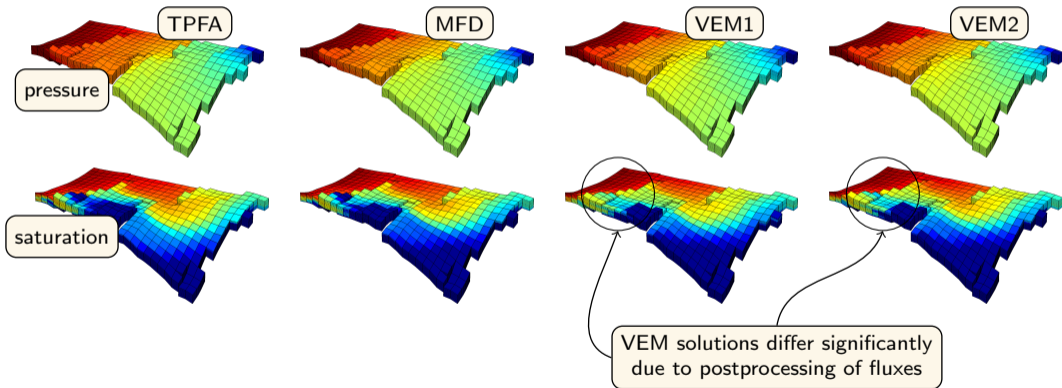 TPFA
MFD
VEM1
VEM2
pressure
saturation
VEM solutions differ significantly
due to postprocessing of fluxes